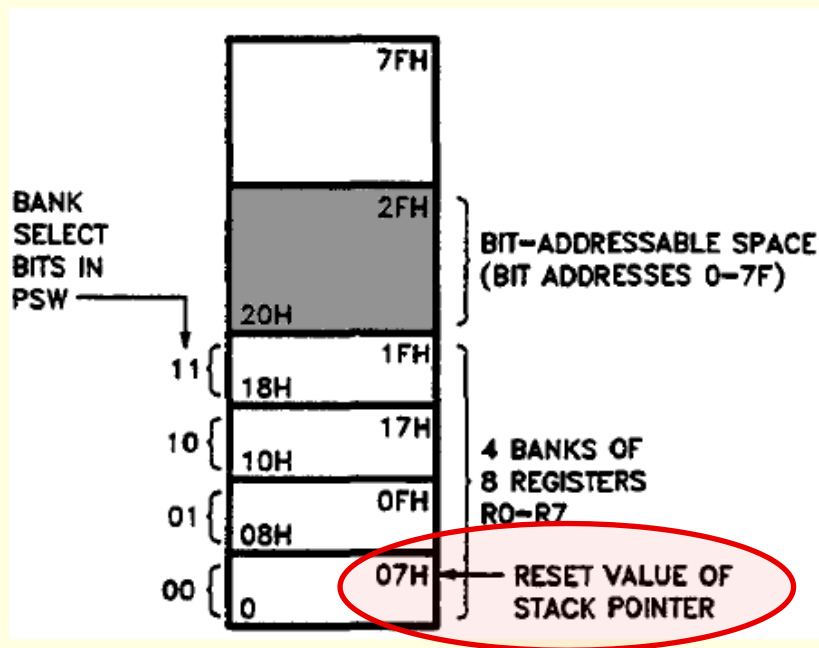 7FH
BANK
SELECT
BITS IN
PSW
2FH
20H
BIT-ADDRESSABLE SPACE
(BIT ADDRESSES 0-7F)
11
1FH
18H
10
17H
10H
4 BANKS OF
8 REGISTERS
R0-R7
01
0FH
08H
00
07H
0
RESET VALUE OF
STACK POINTER